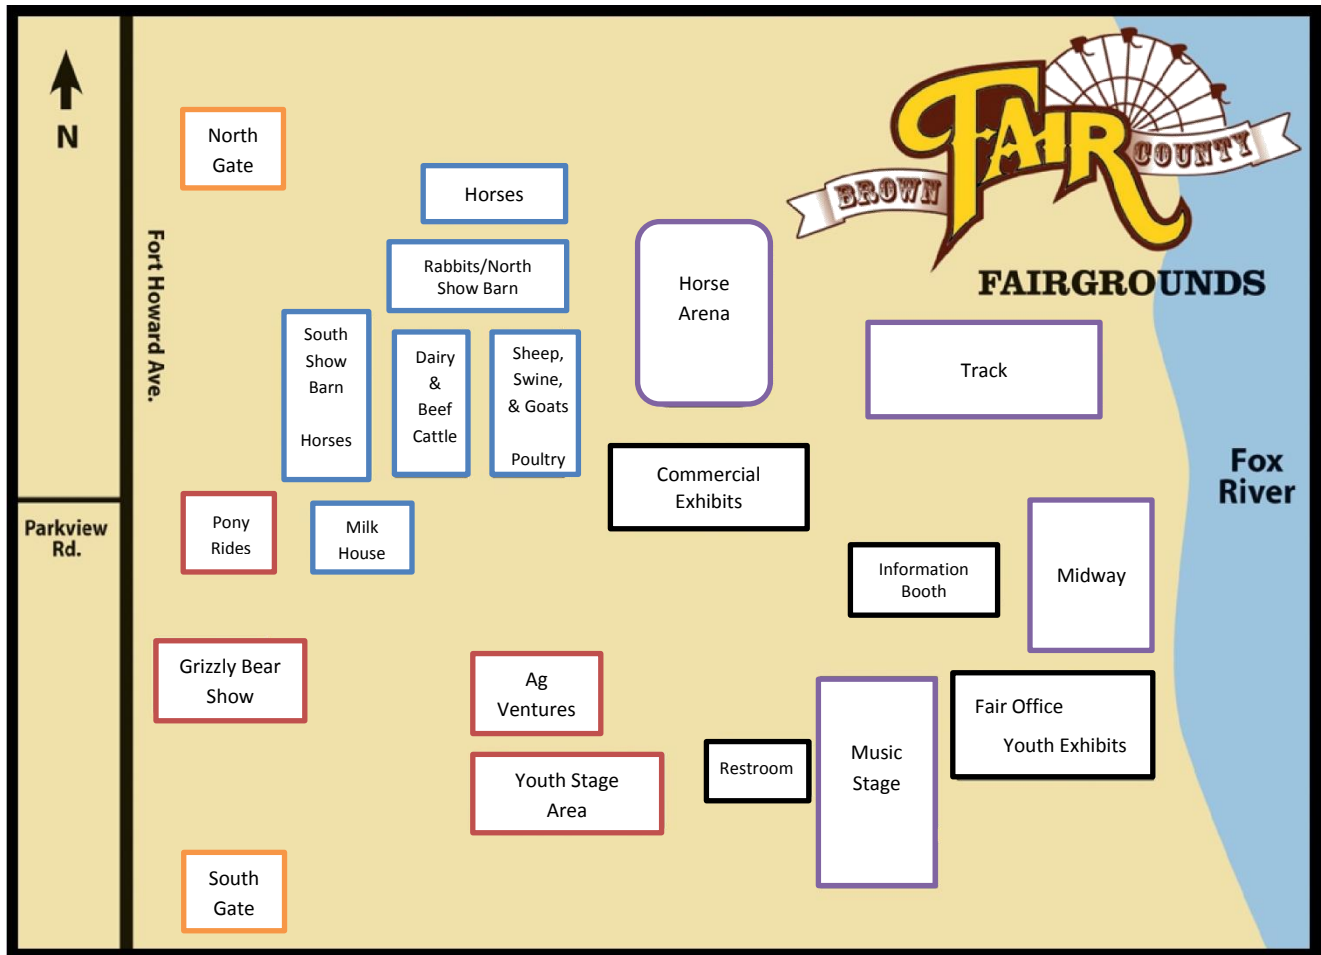 N
North
Gate
BROWN
FAIR
COUNTY
FAIRGROUNDS
Fort Howard Ave.
Horses
Rabbits/North
Show Barn
Horse
Arena
South
Show
Barn
Horses
Dairy
&
Beef
Cattle
Sheep,
Swine,
& Goats
Poultry
Track
Commercial
Exhibits
Fox
River
Parkview
Rd.
Pony
Rides
Milk
House
Information
Booth
Midway
Grizzly Bear
Show
Ag
Ventures
Fair Office
Youth Exhibits
Restroom
Music
Stage
Youth Stage
Area
South
Gate